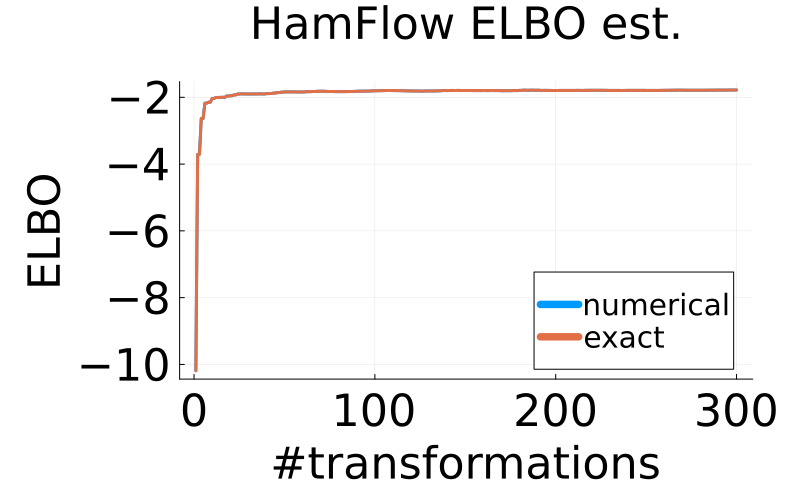 HamFlow ELBO est.
ELBO
−2
−4
−6
−8
−10
numerical
exact
0 100 200 300
#transformations